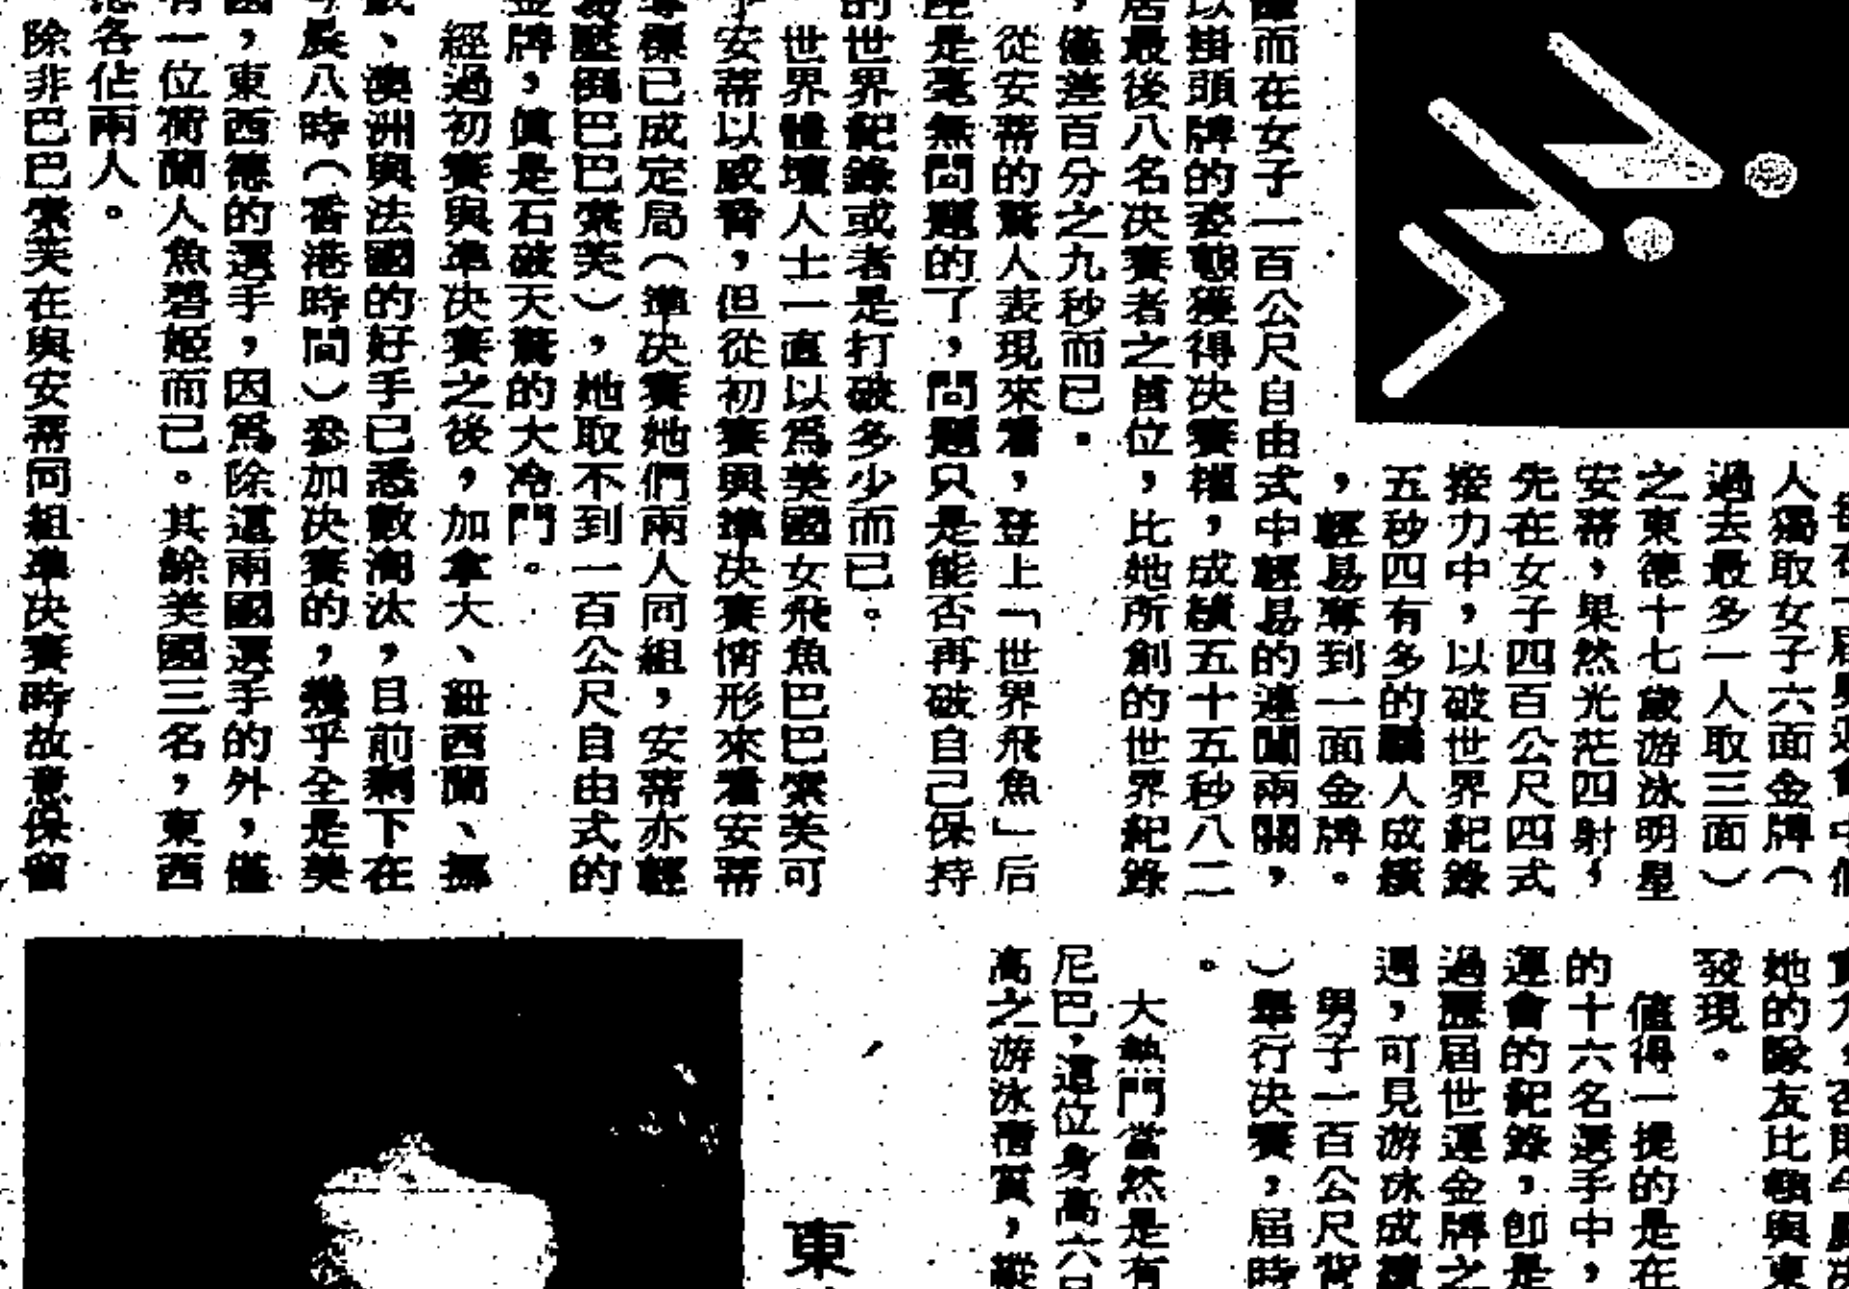 人獨取女子六面金牌（
過去最多一人取三面）
之東德十七歲游泳明星
安蒂，果然光茫四射，
先在女子四百公尺四式
接力中，以破世界紀錄
五秒四有多的驕人成績
，輕易奪到一面金牌。
而在女子一百公尺自由式中輕易的連闖兩關，
以掛頭牌的姿態獲得決賽權，成績五十五秒八二
居最後八名决賽者之首位，比她所創的世界紀錄
，僅差百分之九秒而已。
從安蒂的驚人表現來看，登上「世界飛魚」后
座是毫無問題的了，問題只是能否再破自己保持
的世界紀錄或者是打破多少而已。
世界體壇人士一直以爲美國女飛魚巴巴索芙可
予安蒂以威脅，但從初賽與準决賽情形來看安蒂
奪標已成定局（準决賽她們兩人同組，安蒂亦輕
易壓倒巴巴索芙），她取不到一百公尺自由式的
金牌，眞是石破天驚的大冷門。
經過初賽與準决賽之後，加拿大、紐西蘭、挪
威、澳洲與法國的好手已悉數淘汰，目前剩下在
晨八時（香港時間）參加决賽的，幾乎全是美
國，東西德的選手，因爲除這兩國選手的外，僅
有一位荷蘭人魚碧姬而已。其餘美國三名，東西
德各佔兩人。
除非巴巴索芙在與安蒂同組準决賽時故意保留
她的隊友比賽與東
發現。
值得一提的是在
的十六名選手中，
運會的紀錄，卽是
過歷屆世運金牌之
遇，可見游泳成績
男子一百公尺背
）舉行决賽，屆時
。
大熱門當然是有
尼巴，這位身高六
高之游泳健
東